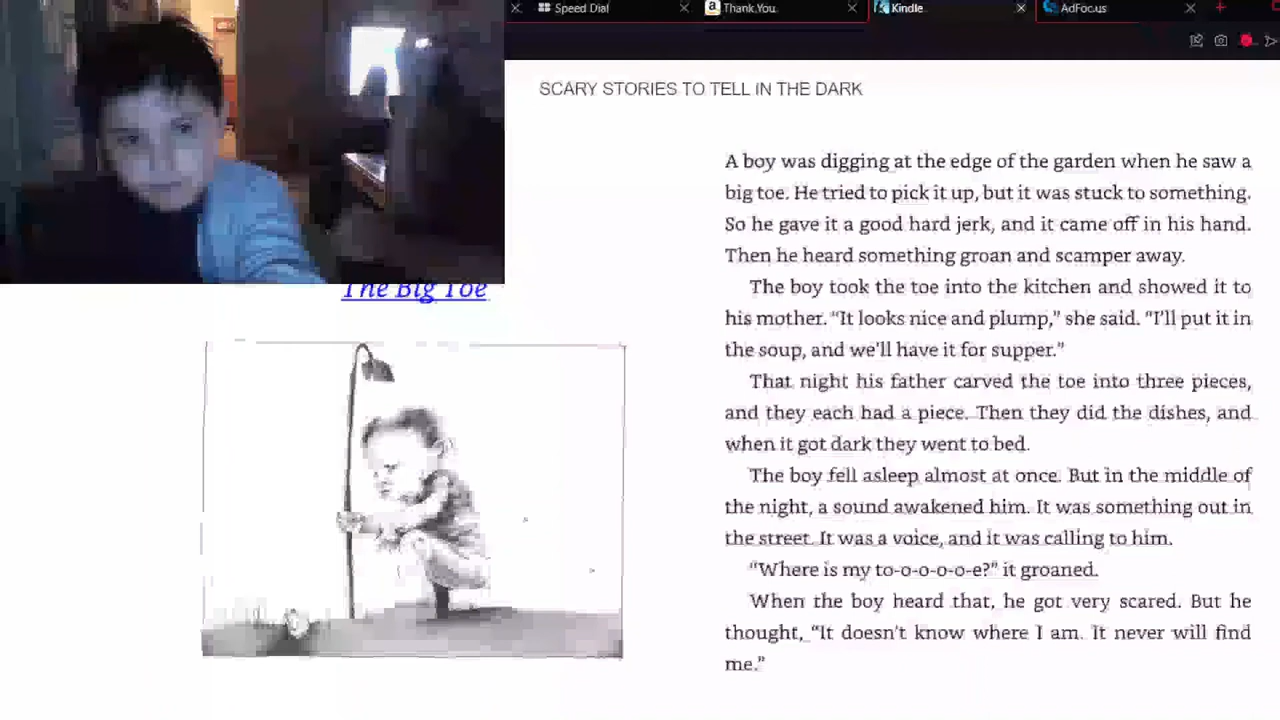 Speed Dial
Thank You
Kindle
AdFoc.us
SCARY STORIES TO TELL IN THE DARK
The Big Toe
A boy was digging at the edge of the garden when he saw a
big toe. He tried to pick it up, but it was stuck to something.
So he gave it a good hard jerk, and it came off in his hand.
Then he heard something groan and scamper away.
The boy took the toe into the kitchen and showed it to
his mother. “It looks nice and plump,” she said. “I’ll put it in
the soup, and we’ll have it for supper.”
That night his father carved the toe into three pieces,
and they each had a piece. Then they did the dishes, and
when it got dark they went to bed.
The boy fell asleep almost at once. But in the middle of
the night, a sound awakened him. It was something out in
the street. It was a voice, and it was calling to him.
“Where is my to-o-o-o-o-e?” it groaned.
When the boy heard that, he got very scared. But he
thought, “It doesn’t know where I am. It never will find
me.”